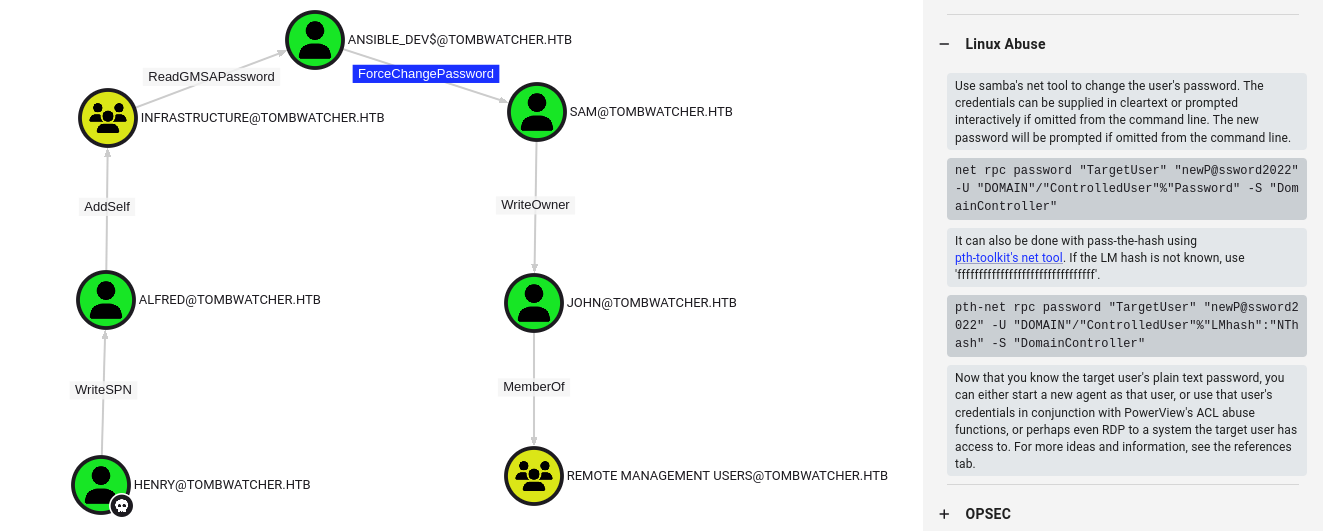 ANSIBLE_DEV$@TOMBWATCHER.HTB
ReadGMSAPassword
ForceChangePassword
INFRASTRUCTURE@TOMBWATCHER.HTB
SAM@TOMBWATCHER.HTB
AddSelf
WriteOwner
ALFRED@TOMBWATCHER.HTB
JOHN@TOMBWATCHER.HTB
WriteSPN
MemberOf
HENRY@TOMBWATCHER.HTB
REMOTE MANAGEMENT USERS@TOMBWATCHER.HTB
− Linux Abuse
Use samba's net tool to change the user's password. The
credentials can be supplied in cleartext or prompted
interactively if omitted from the command line. The new
password will be prompted if omitted from the command line.
net rpc password "TargetUser" "newP@ssword2022"
-U "DOMAIN"/"ControlledUser"%"Password" -S "Dom
ainController"
It can also be done with pass-the-hash using
pth-toolkit's net tool. If the LM hash is not known, use
'ffffffffffffffffffffffffffffffff'.
pth-net rpc password "TargetUser" "newP@ssword2
022" -U "DOMAIN"/"ControlledUser"%"LMhash":"NTh
ash" -S "DomainController"
Now that you know the target user's plain text password, you
can either start a new agent as that user, or use that user's
credentials in conjunction with PowerView's ACL abuse
functions, or perhaps even RDP to a system the target user has
access to. For more ideas and information, see the references
tab.
+ OPSEC